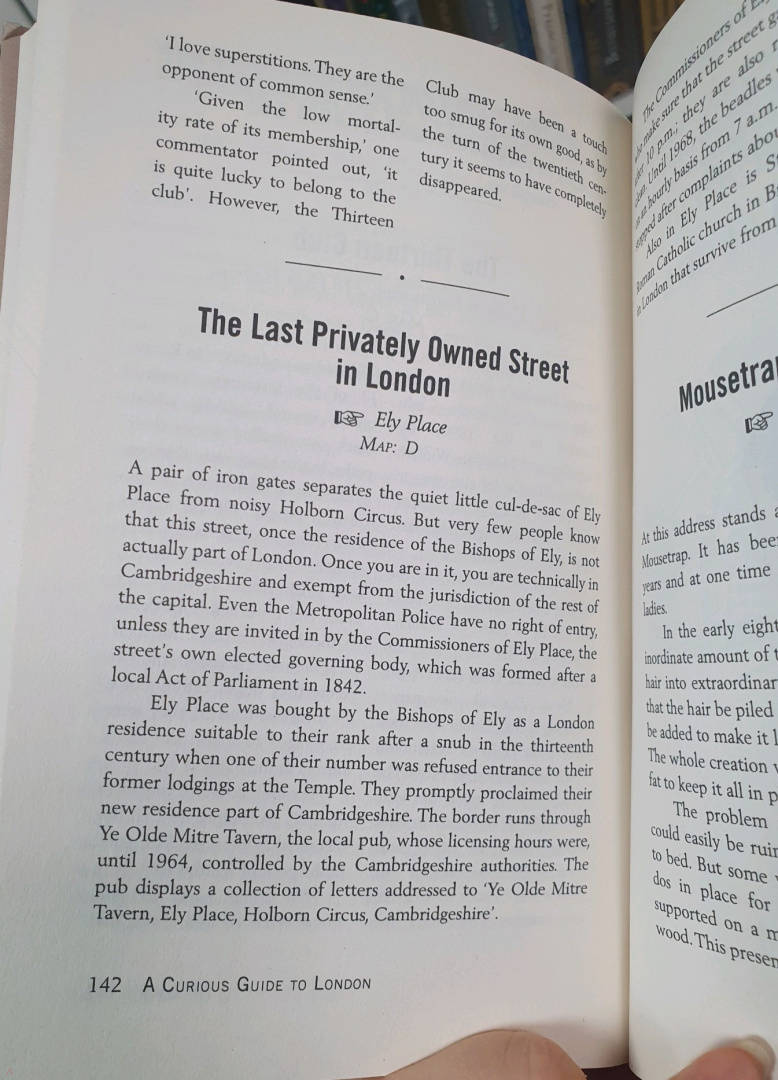 'I love superstitions. They are the
opponent of common sense.'
'Given the low mortal-
ity rate of its membership,' one
commentator pointed out, 'it
is quite lucky to belong to the
club'. However, the Thirteen
Club may have been a touch
too smug for its own good, as by
the turn of the twentieth cen-
tury it seems to have completely
disappeared.
The Last Privately Owned Street
in London
☞ Ely Place
MAP: D
A pair of iron gates separates the quiet little cul-de-sac of Ely
Place from noisy Holborn Circus. But very few people know
that this street, once the residence of the Bishops of Ely, is not
actually part of London. Once you are in it, you are technically in
Cambridgeshire and exempt from the jurisdiction of the rest of
the capital. Even the Metropolitan Police have no right of entry,
unless they are invited in by the Commissioners of Ely Place, the
street's own elected governing body, which was formed after a
local Act of Parliament in 1842.
Ely Place was bought by the Bishops of Ely as a London
residence suitable to their rank after a snub in the thirteenth
century when one of their number was refused entrance to their
former lodgings at the Temple. They promptly proclaimed their
new residence part of Cambridgeshire. The border runs through
Ye Olde Mitre Tavern, the local pub, whose licensing hours were,
until 1964, controlled by the Cambridgeshire authorities. The
pub displays a collection of letters addressed to 'Ye Olde Mitre
Tavern, Ely Place, Holborn Circus, Cambridgeshire'.
142 A CURIOUS GUIDE TO LONDON
The Commissioners of
make sure that the street
10 p.m.; they are also
Until 1968, the beadles
hourly basis from 7 a.m.
after complaints about
Also in Ely Place is
Roman Catholic church in
in London that survive from
☞
At this address stands
Mousetrap. It has
years and at one time
ladies.
In the early
inordinate amount of
hair into
that the hair be piled
be added to make it
The whole creation
fat to keep it all in
The problem
could easily be
to bed. But some
dos in place for
supported on a
wood. This